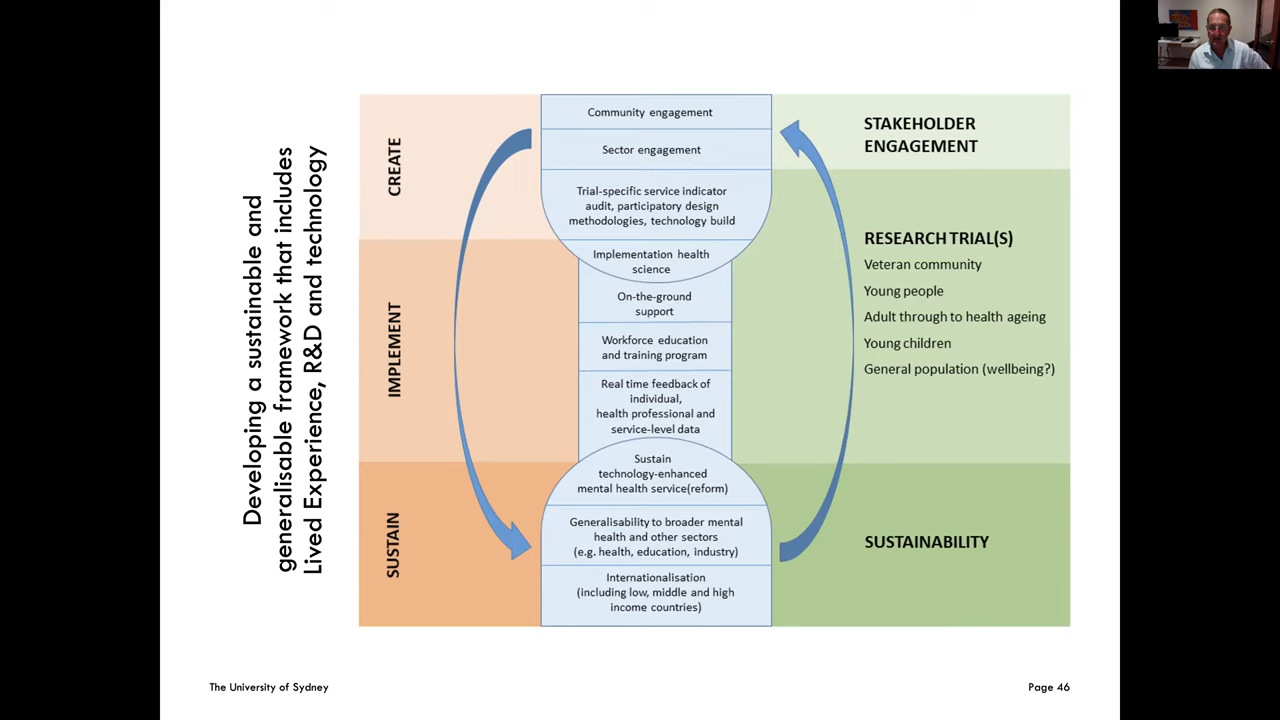 Developing a sustainable and
generalisable framework that includes
Lived Experience, R&D and technology
CREATE
IMPLEMENT
SUSTAIN
Community engagement
Sector engagement
Trial-specific service indicator
audit, participatory design
methodologies, technology build
Implementation health
science
On-the-ground
support
Workforce education
and training program
Real time feedback of
individual,
health professional and
service-level data
Sustain
technology-enhanced
mental health service(reform)
Generalisability to broader mental
health and other sectors
(e.g. health, education, industry)
Internationalisation
(including low, middle and high
income countries)
STAKEHOLDER
ENGAGEMENT
RESEARCH TRIAL(S)
Veteran community
Young people
Adult through to health ageing
Young children
General population (wellbeing?)
SUSTAINABILITY
The University of Sydney
Page 46